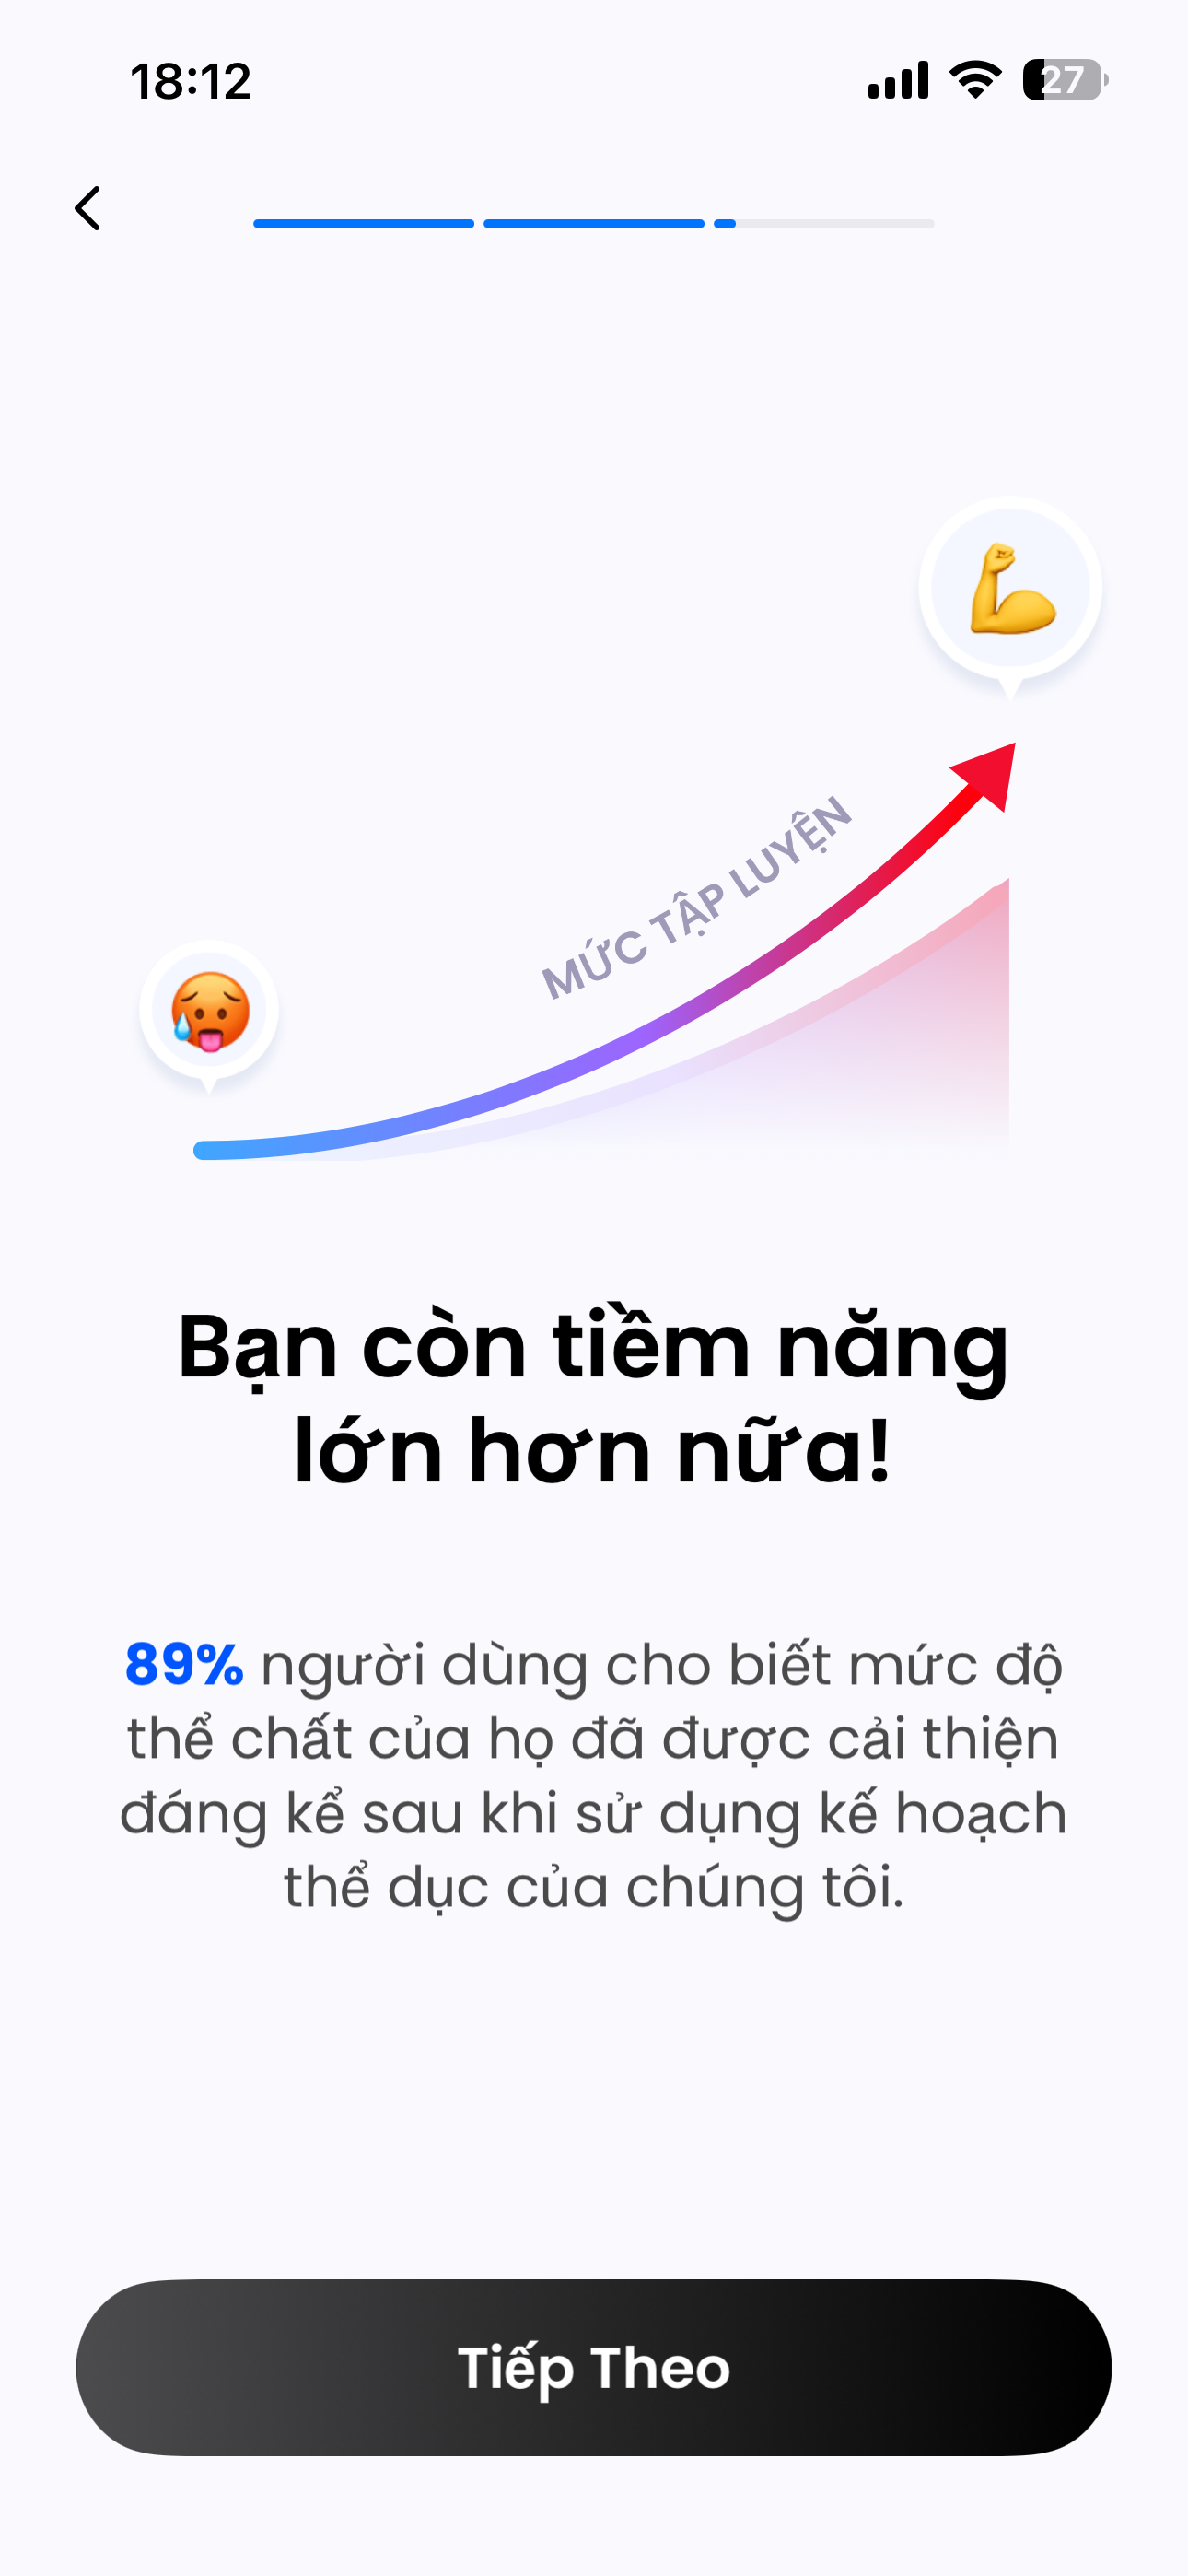 18:12
27
MỨC TẬP LUYỆN
Bạn còn tiềm năng
lớn hơn nữa!
89% người dùng cho biết mức độ
thể chất của họ đã được cải thiện
đáng kể sau khi sử dụng kế hoạch
thể dục của chúng tôi.
Tiếp Theo